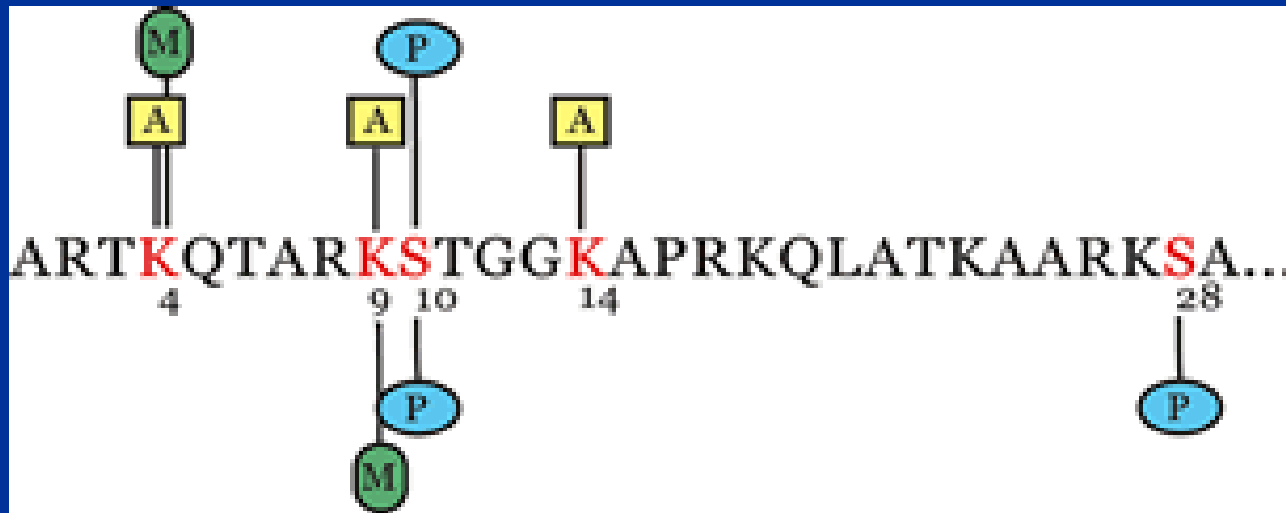 M P
A A A
ARTKQTARKSTGGKAPRKQLATKAARKSA...
4 9 10 14 28
P P
M